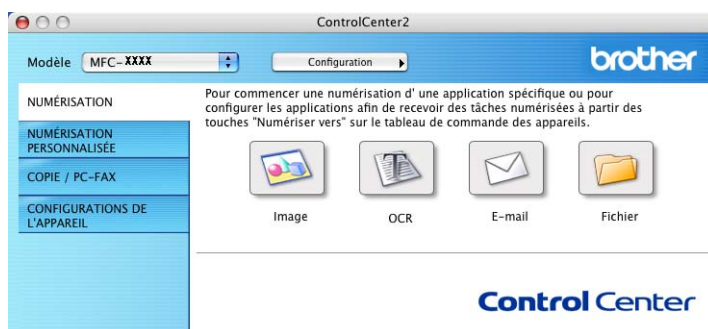 ControlCenter2
Modèle MFC-XXXX Configuration brother
NUMÉRISATION
NUMÉRISATION
PERSONNALISÉE
COPIE / PC-FAX
CONFIGURATIONS DE
L'APPAREIL
Pour commencer une numérisation d' une application spécifique ou pour
configurer les applications afin de recevoir des tâches numérisées à partir des
touches "Numériser vers" sur le tableau de commande des appareils.
Image OCR E-mail Fichier
Control Center